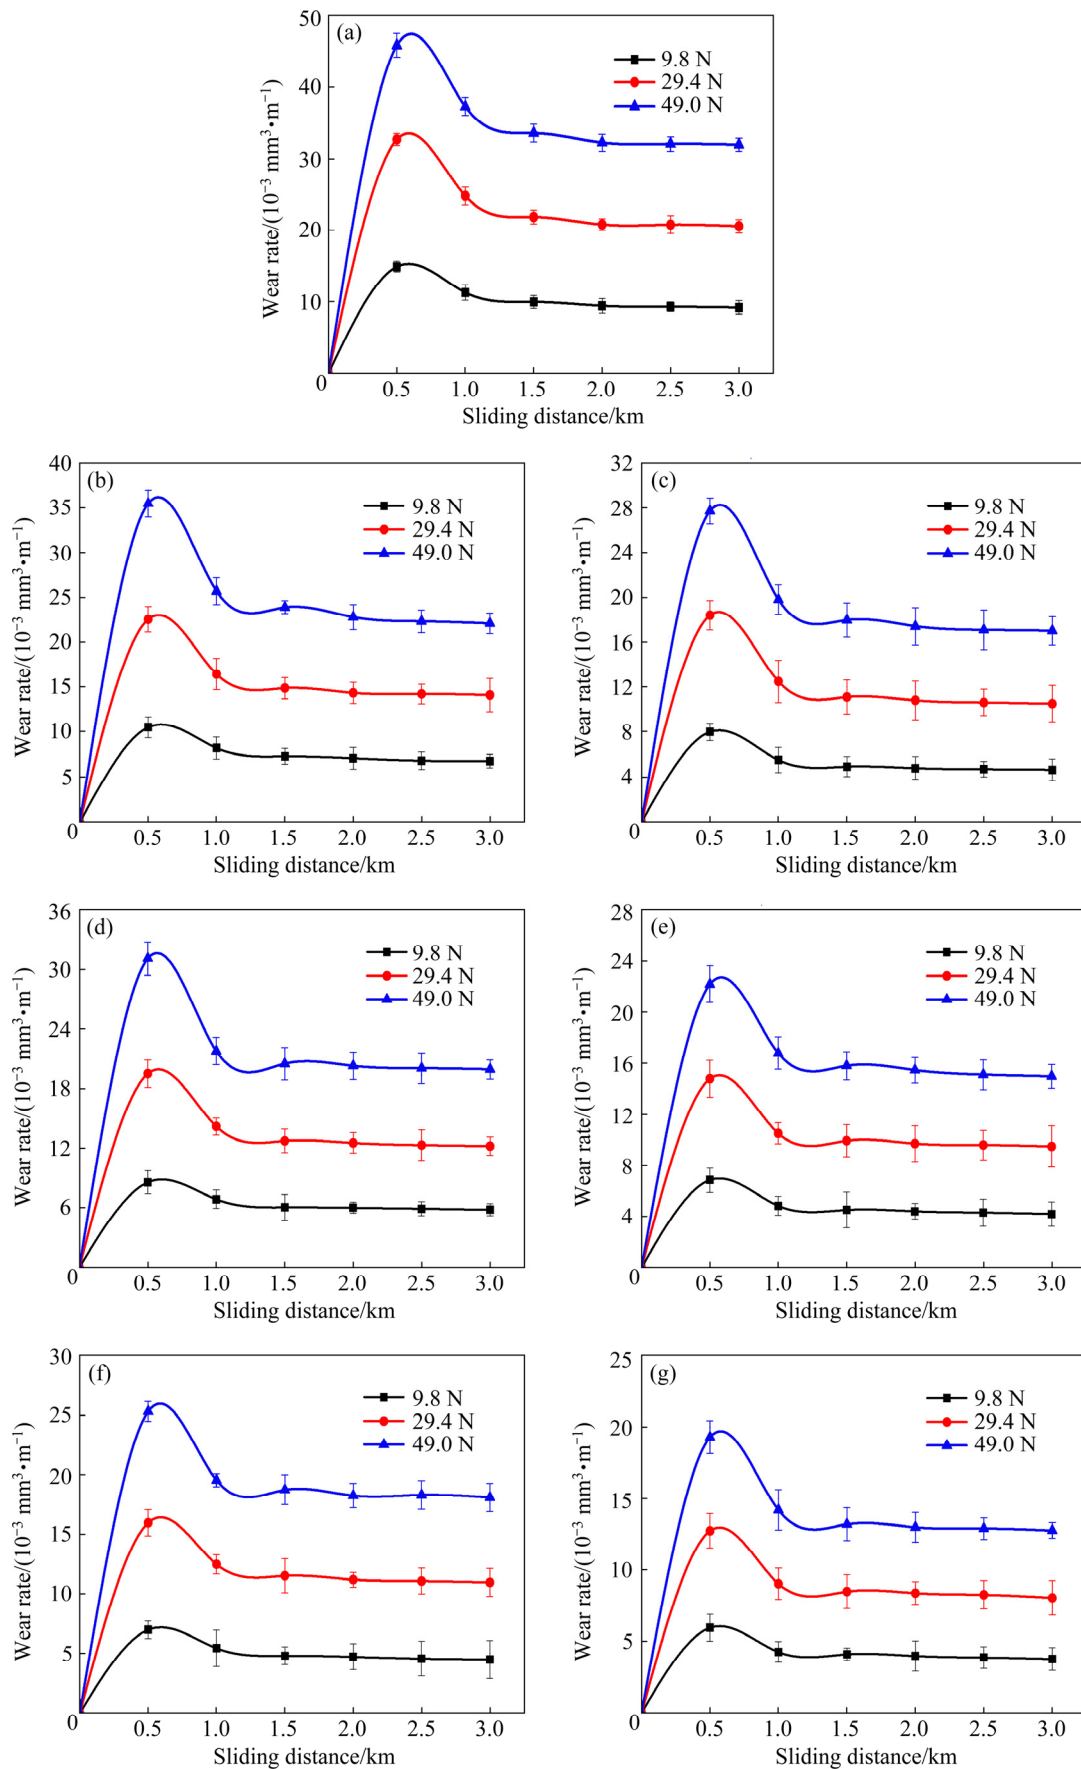 (a)
50
40
30
20
10
0
Wear rate/(10⁻³ mm³•m⁻¹)
9.8 N
29.4 N
49.0 N
0.5 1.0 1.5 2.0 2.5 3.0
Sliding distance/km
(b)
40
35
30
25
20
15
10
5
0
Wear rate/(10⁻³ mm³•m⁻¹)
9.8 N
29.4 N
49.0 N
0.5 1.0 1.5 2.0 2.5 3.0
Sliding distance/km
(c)
32
28
24
20
16
12
8
4
0
Wear rate/(10⁻³ mm³•m⁻¹)
9.8 N
29.4 N
49.0 N
0.5 1.0 1.5 2.0 2.5 3.0
Sliding distance/km
(d)
36
30
24
18
12
6
0
Wear rate/(10⁻³ mm³•m⁻¹)
9.8 N
29.4 N
49.0 N
0.5 1.0 1.5 2.0 2.5 3.0
Sliding distance/km
(e)
28
24
20
16
12
8
4
0
Wear rate/(10⁻³ mm³•m⁻¹)
9.8 N
29.4 N
49.0 N
0.5 1.0 1.5 2.0 2.5 3.0
Sliding distance/km
(f)
30
25
20
15
10
5
0
Wear rate/(10⁻³ mm³•m⁻¹)
9.8 N
29.4 N
49.0 N
0.5 1.0 1.5 2.0 2.5 3.0
Sliding distance/km
(g)
25
20
15
10
5
0
Wear rate/(10⁻³ mm³•m⁻¹)
9.8 N
29.4 N
49.0 N
0.5 1.0 1.5 2.0 2.5 3.0
Sliding distance/km